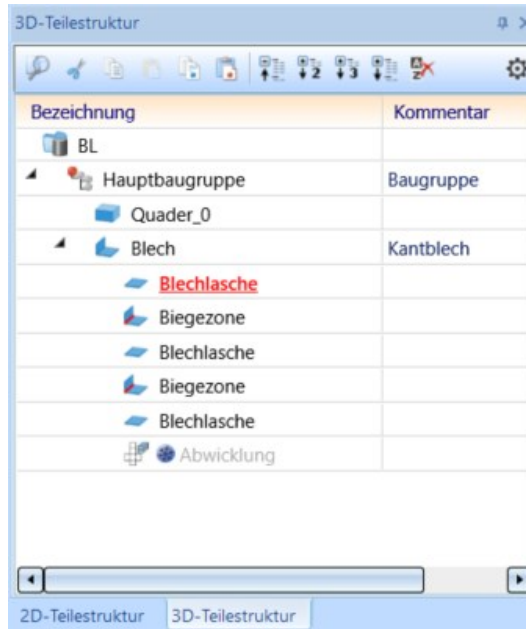 3D-Teilestruktur
Bezeichnung Kommentar
BL
Hauptbaugruppe Baugruppe
Quader_0
Blech Kantblech
Blechlasche
Biegezone
Blechlasche
Biegezone
Blechlasche
Abwicklung
2D-Teilestruktur 3D-Teilestruktur